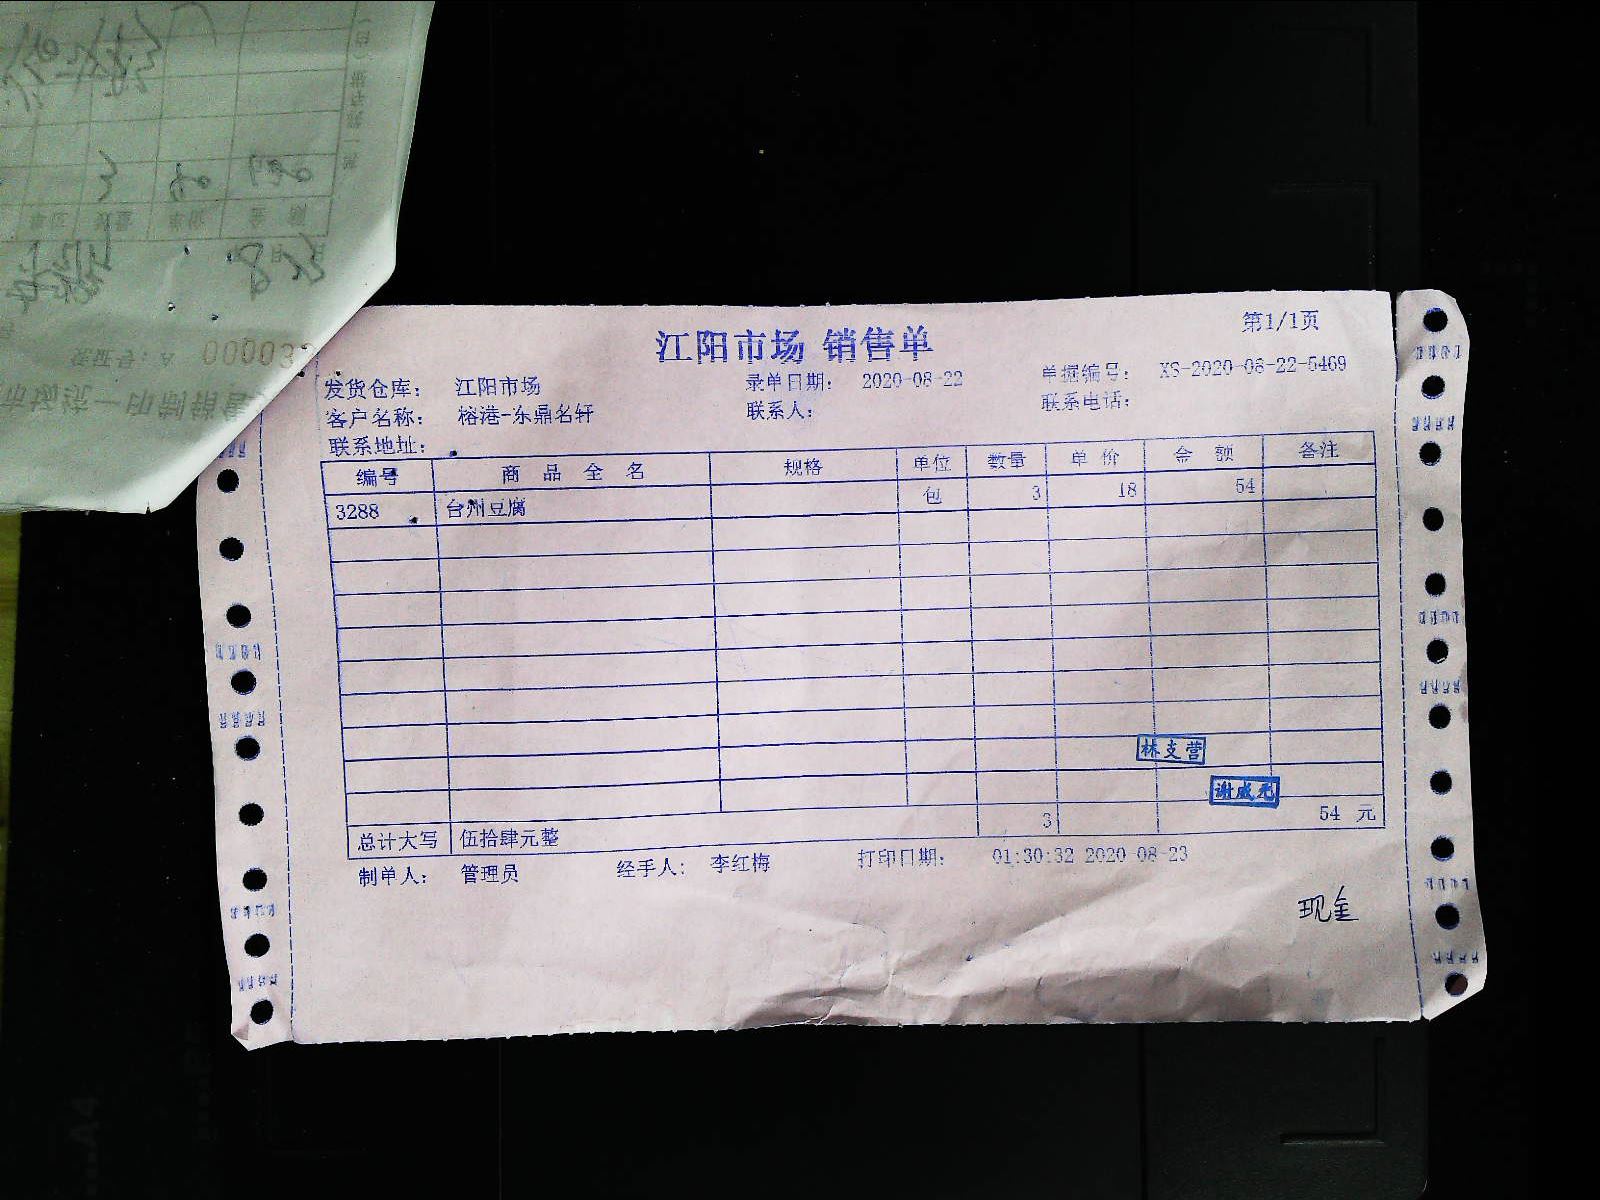 江阳市场 销售单
第1/1页
发货仓库： 江阳市场 录单日期： 2020-08-22 单据编号： XS-2020-08-22-5469
客户名称： 榕港-东鼎名轩 联系人： 联系电话：
联系地址：
编号 商 品 全 名 规格 单位 数量 单 价 金 额 备注
3288 台州豆腐 包 3 18 54
林支营
谢成光
总计大写 伍拾肆元整 3 54 元
制单人： 管理员 经手人： 李红梅 打印日期： 01:30:32 2020-08-23
现金